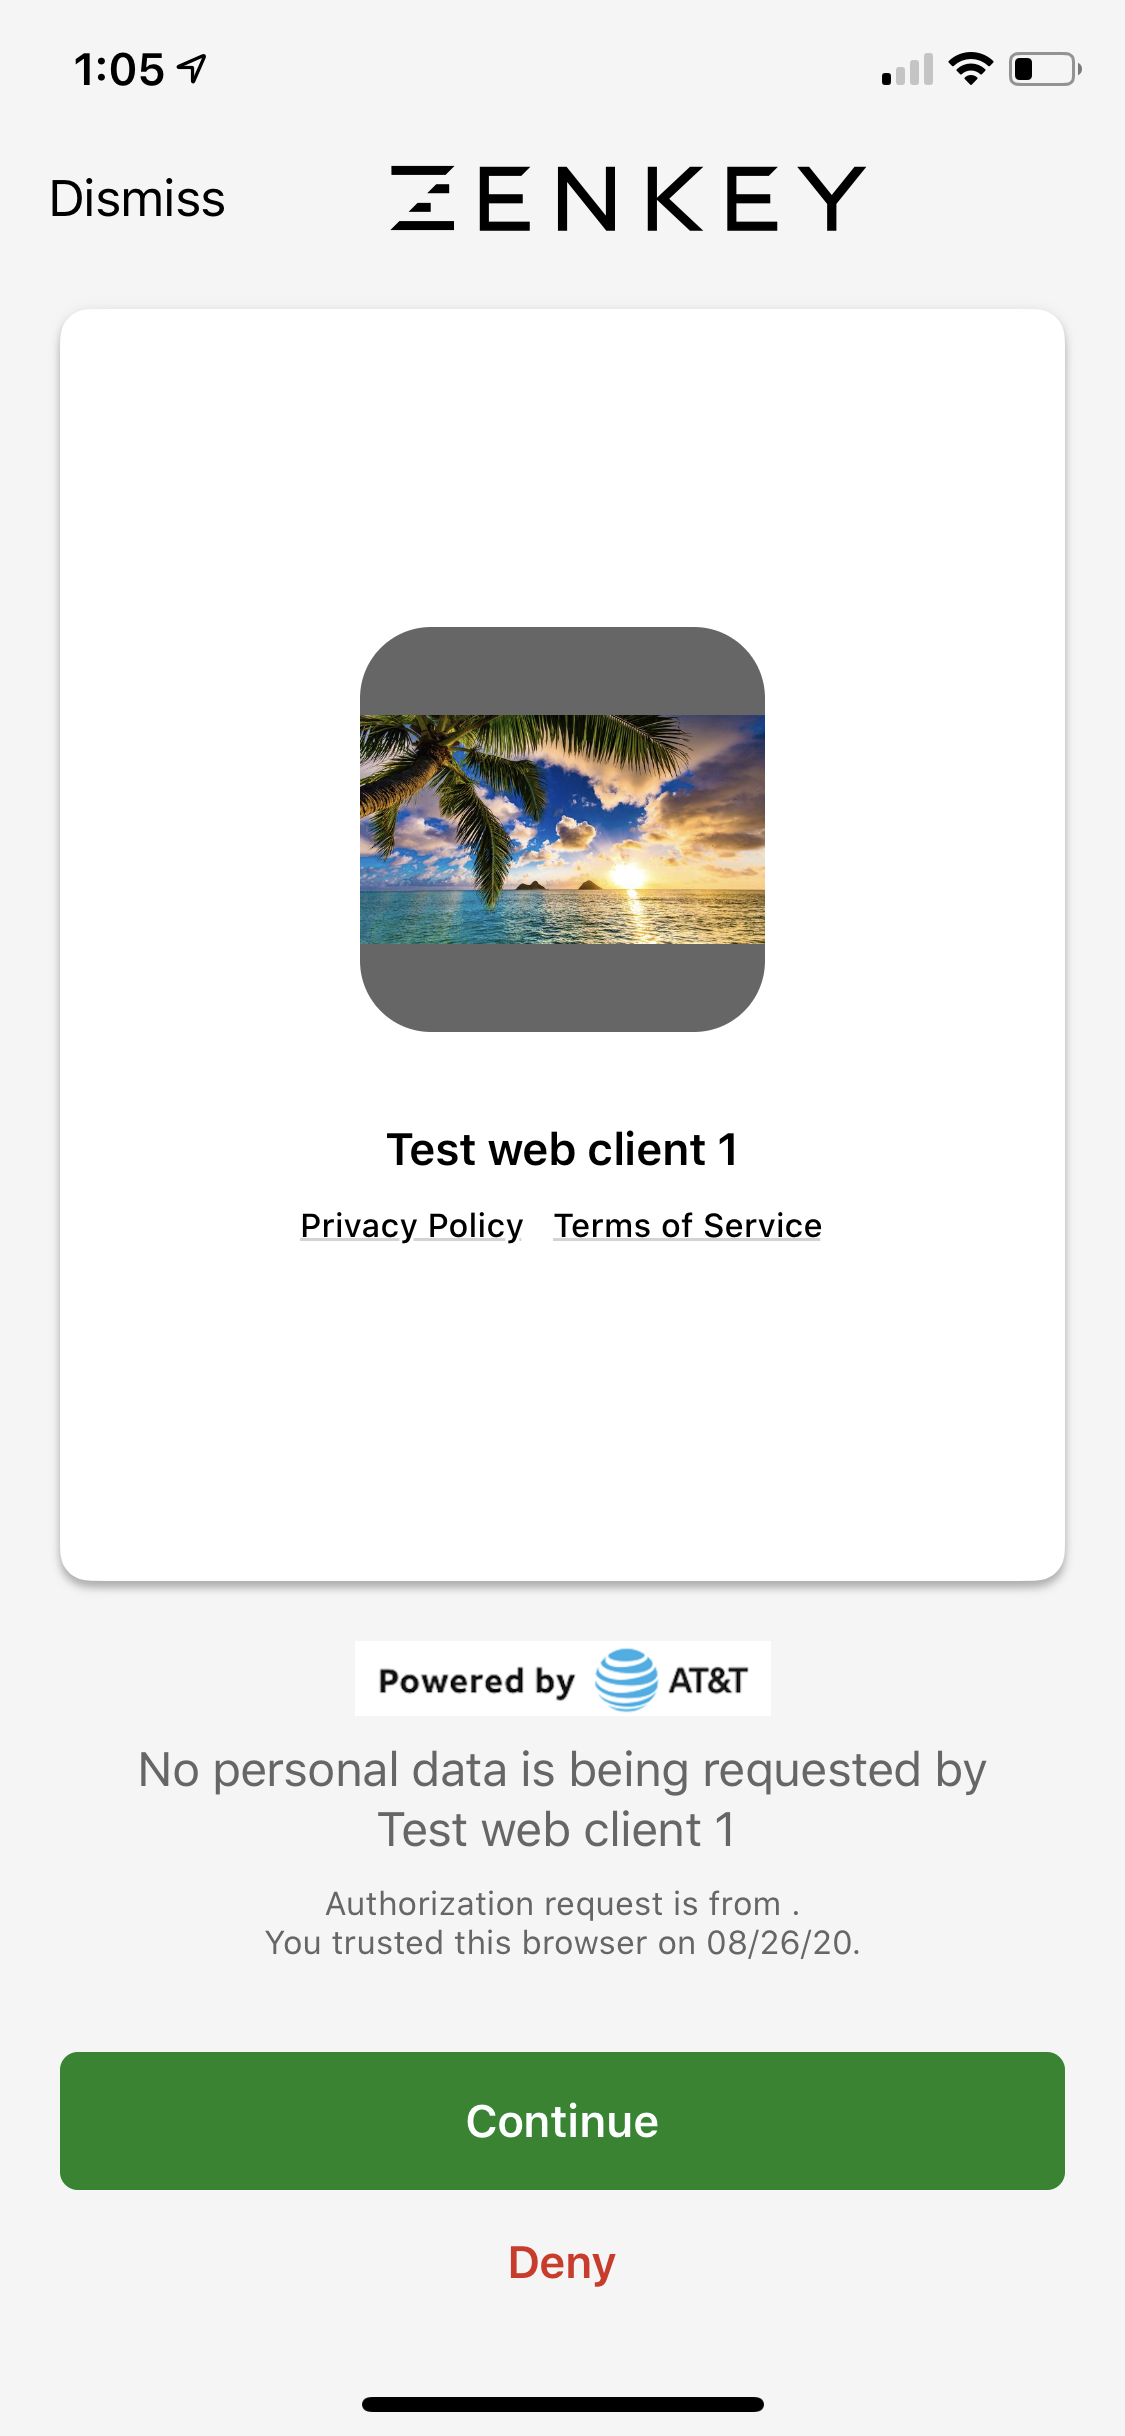 1:05
Dismiss
ZENKEY
Test web client 1
Privacy Policy Terms of Service
Powered by AT&T
No personal data is being requested by
Test web client 1
Authorization request is from .
You trusted this browser on 08/26/20.
Continue
Deny